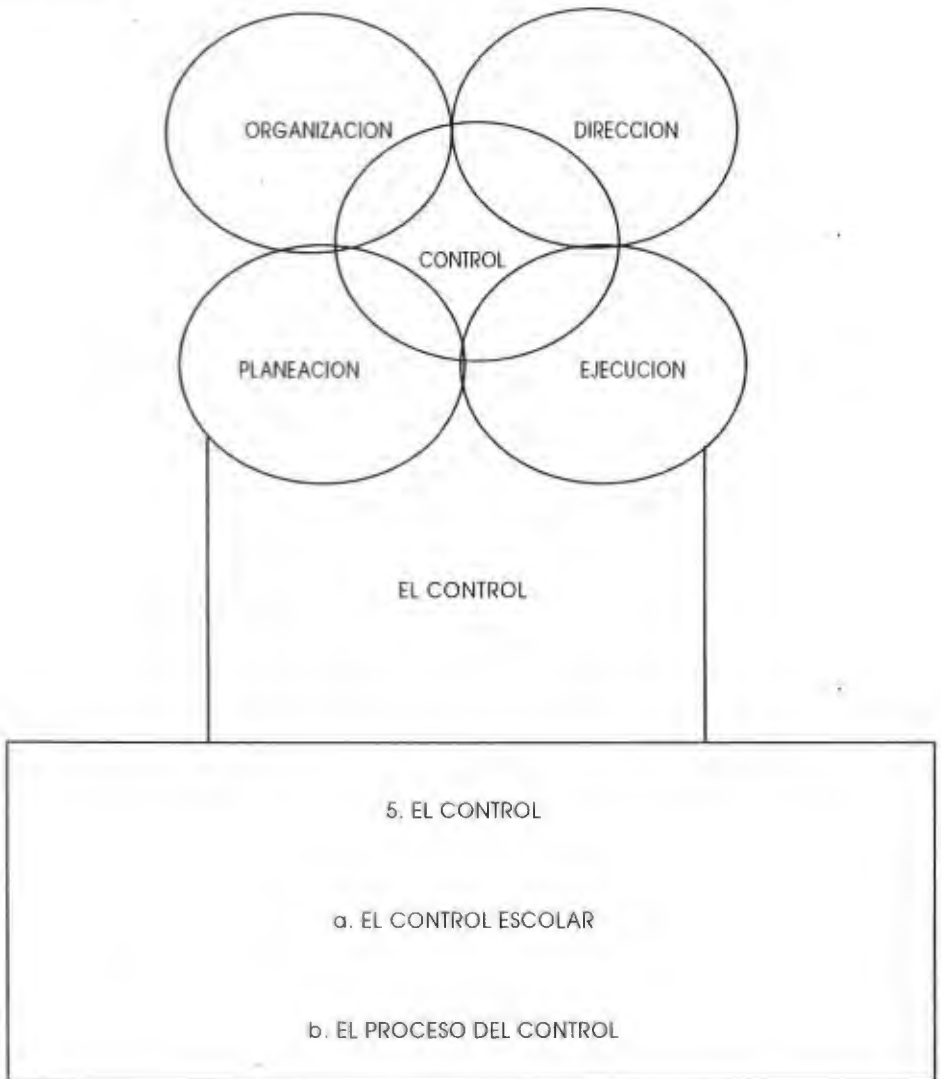 ORGANIZACION
DIRECCION
CONTROL
PLANEACION
EJECUCION
EL CONTROL
5. EL CONTROL
a. EL CONTROL ESCOLAR
b. EL PROCESO DEL CONTROL